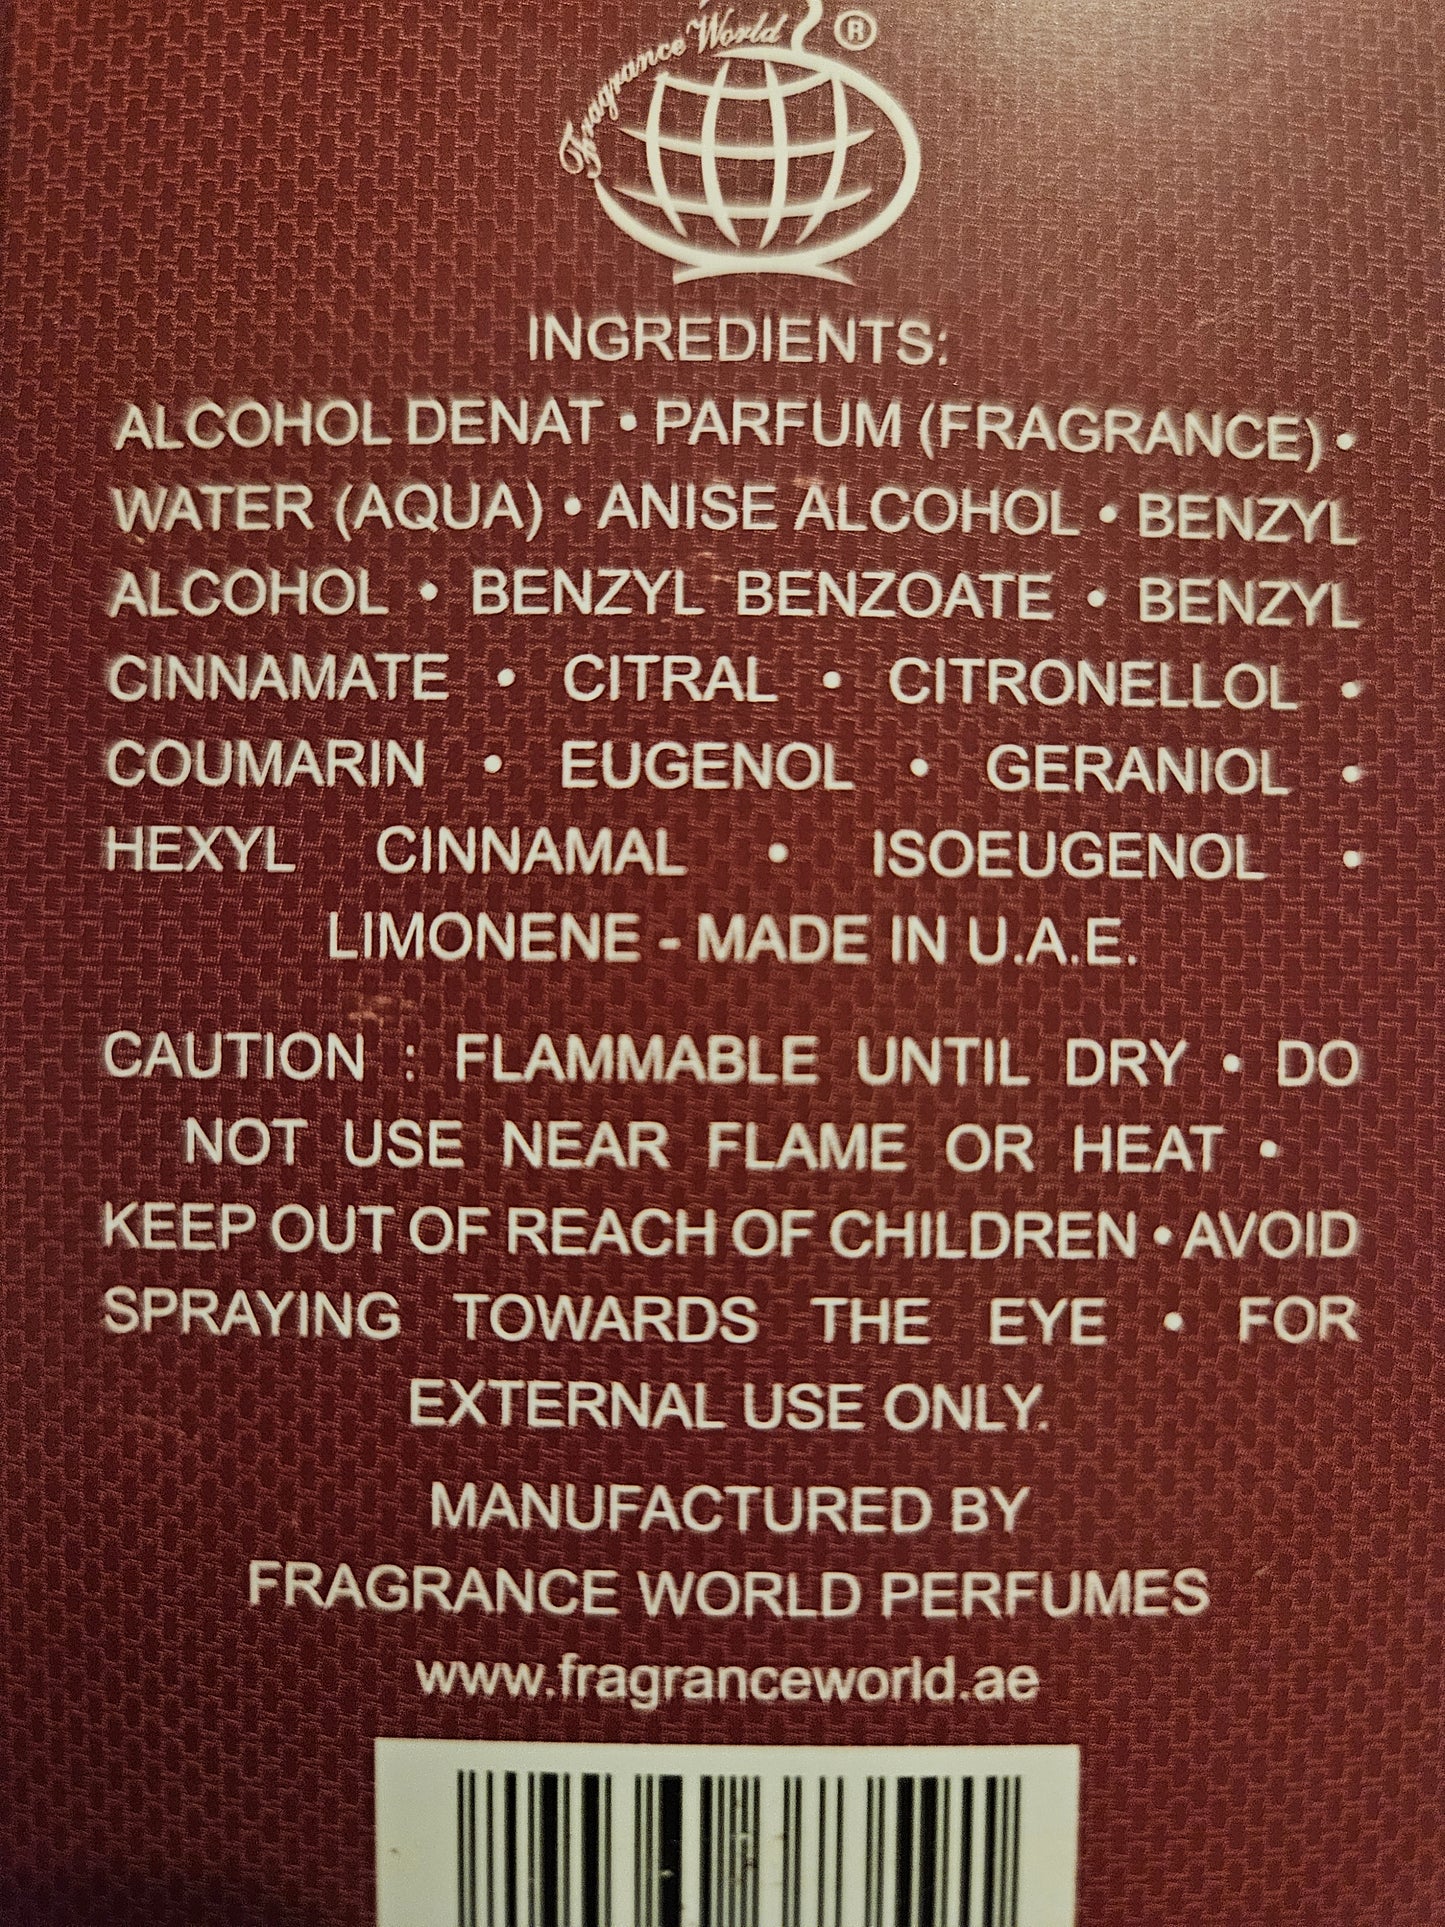 Fragrance World ®
INGREDIENTS:
ALCOHOL DENAT • PARFUM (FRAGRANCE) •
WATER (AQUA) • ANISE ALCOHOL • BENZYL
ALCOHOL • BENZYL BENZOATE • BENZYL
CINNAMATE • CITRAL • CITRONELLOL •
COUMARIN • EUGENOL • GERANIOL •
HEXYL CINNAMAL • ISOEUGENOL •
LIMONENE - MADE IN U.A.E.
CAUTION : FLAMMABLE UNTIL DRY • DO
NOT USE NEAR FLAME OR HEAT •
KEEP OUT OF REACH OF CHILDREN • AVOID
SPRAYING TOWARDS THE EYE • FOR
EXTERNAL USE ONLY.
MANUFACTURED BY
FRAGRANCE WORLD PERFUMES
www.fragranceworld.ae